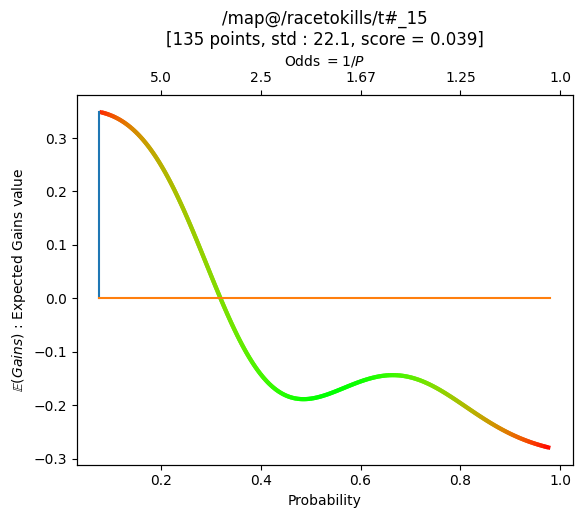 /map@/racetokills/t#_15
[135 points, std : 22.1, score = 0.039]
Odds = 1/P
5.0 2.5 1.67 1.25 1.0
0.3
0.2
0.1
0.0
−0.1
−0.2
−0.3
𝔼(Gains) : Expected Gains value
0.2 0.4 0.6 0.8 1.0
Probability